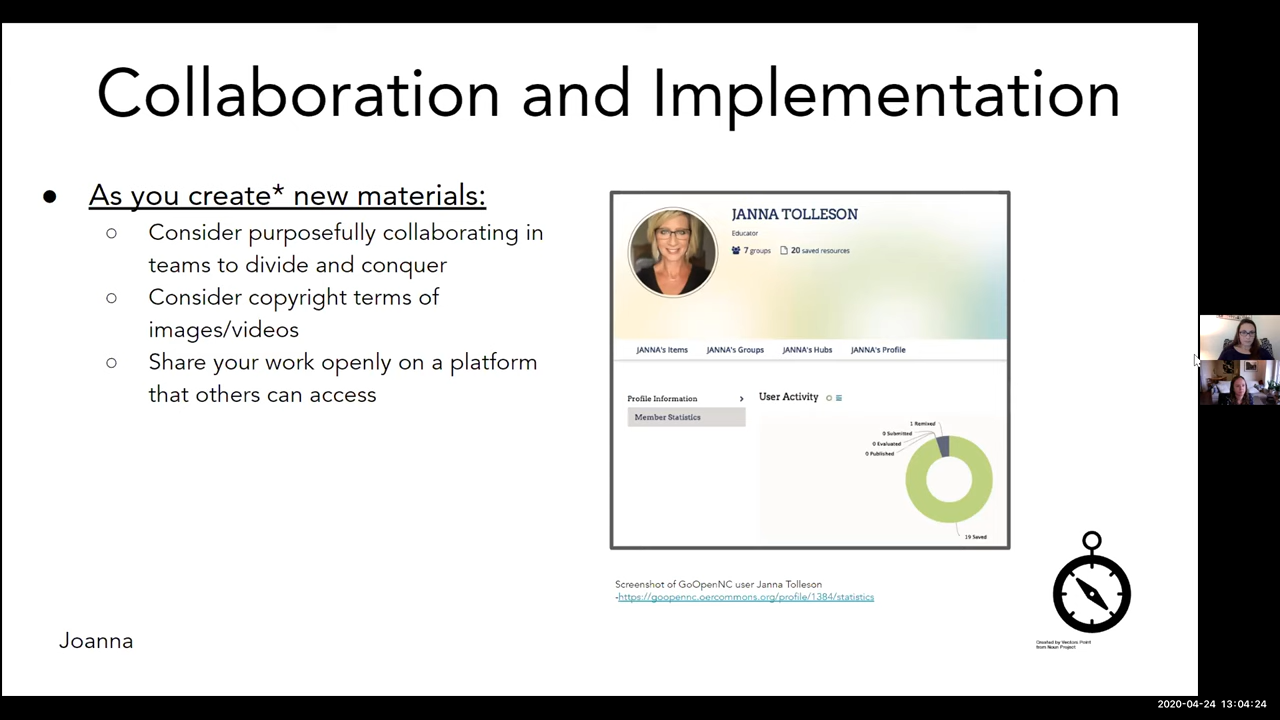 Collaboration and Implementation
● As you create* new materials:
○ Consider purposefully collaborating in
teams to divide and conquer
○ Consider copyright terms of
images/videos
○ Share your work openly on a platform
that others can access
JANNA TOLLESON
Educator
7 groups 20 saved resources
JANNA's Items JANNA's Groups JANNA's Hubs JANNA's Profile
Profile Information
Member Statistics
User Activity
1 Remixed
0 Submitted
0 Evaluated
0 Published
19 Saved
Screenshot of GoOpenNC user Janna Tolleson
-https://goopennc.oercommons.org/profile/1384/statistics
Created by Vectors Point
from Noun Project
Joanna
2020-04-24 13:04:24